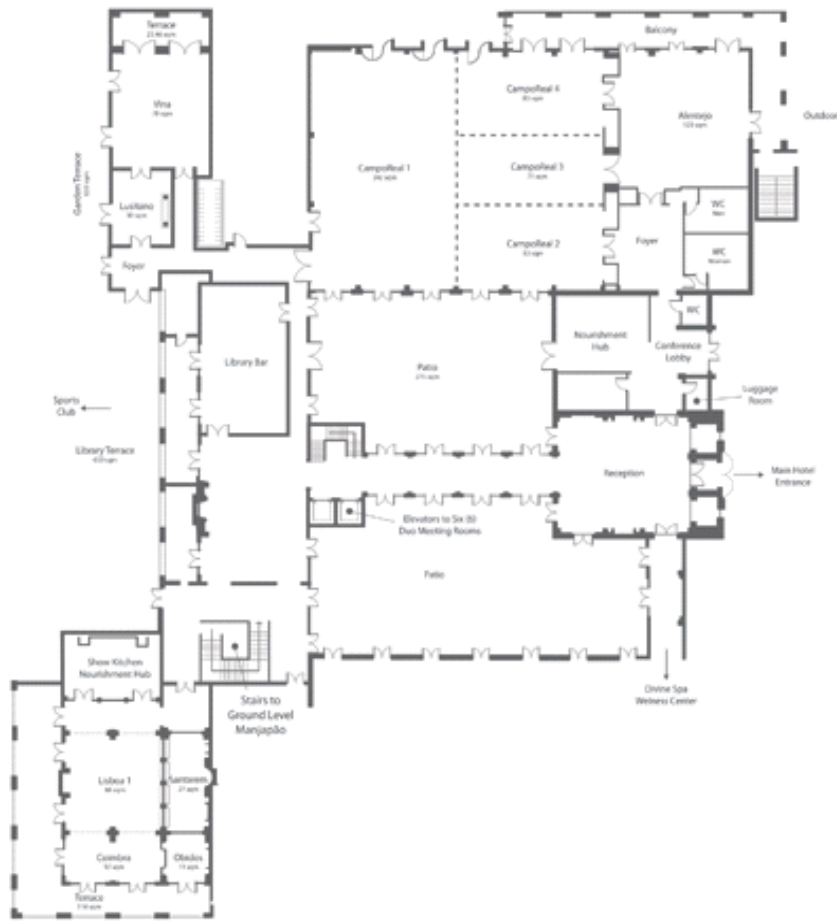 Terrace
Balcony
CampoReal 4
Vina
Alentejo
Outdoor
CampoReal 1
CampoReal 3
Garden Terrace
Lusitano
WC
Men
CampoReal 2
Foyer
WC
Women
Foyer
WC
Nourishment
Hub
Conference
Lobby
Library Bar
Patio
Luggage
Room
Sports
Club
Library Terrace
Reception
Main Hotel
Entrance
Elevators to Six (6)
Duo Meeting Rooms
Patio
Show Kitchen
Nourishment Hub
Stairs to
Ground Level
Manjapão
Divine Spa
Welness Center
Lisboa 1
Santarem
Coimbra
Obidos
Terrace